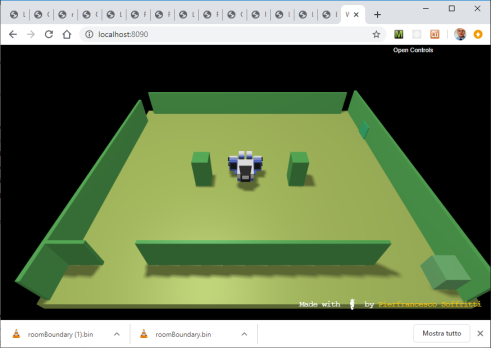 localhost:8090
Open Controls
Made with by Pierfrancesco Soffritti
roomBoundary (1).bin
roomBoundary.bin
Mostra tutto